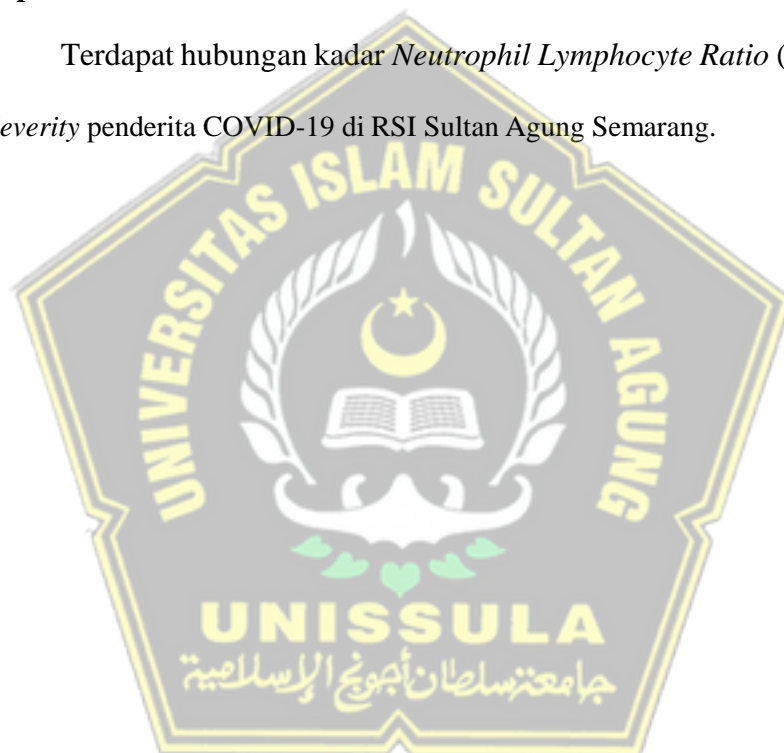 Terdapat hubungan kadar Neutrophil Lymphocyte Ratio (
everity penderita COVID-19 di RSI Sultan Agung Semarang.
UNIVERSITAS ISLAM SULTAN AGUNG
UNISSULA
جامعة سلطان أجونج الإسلامية